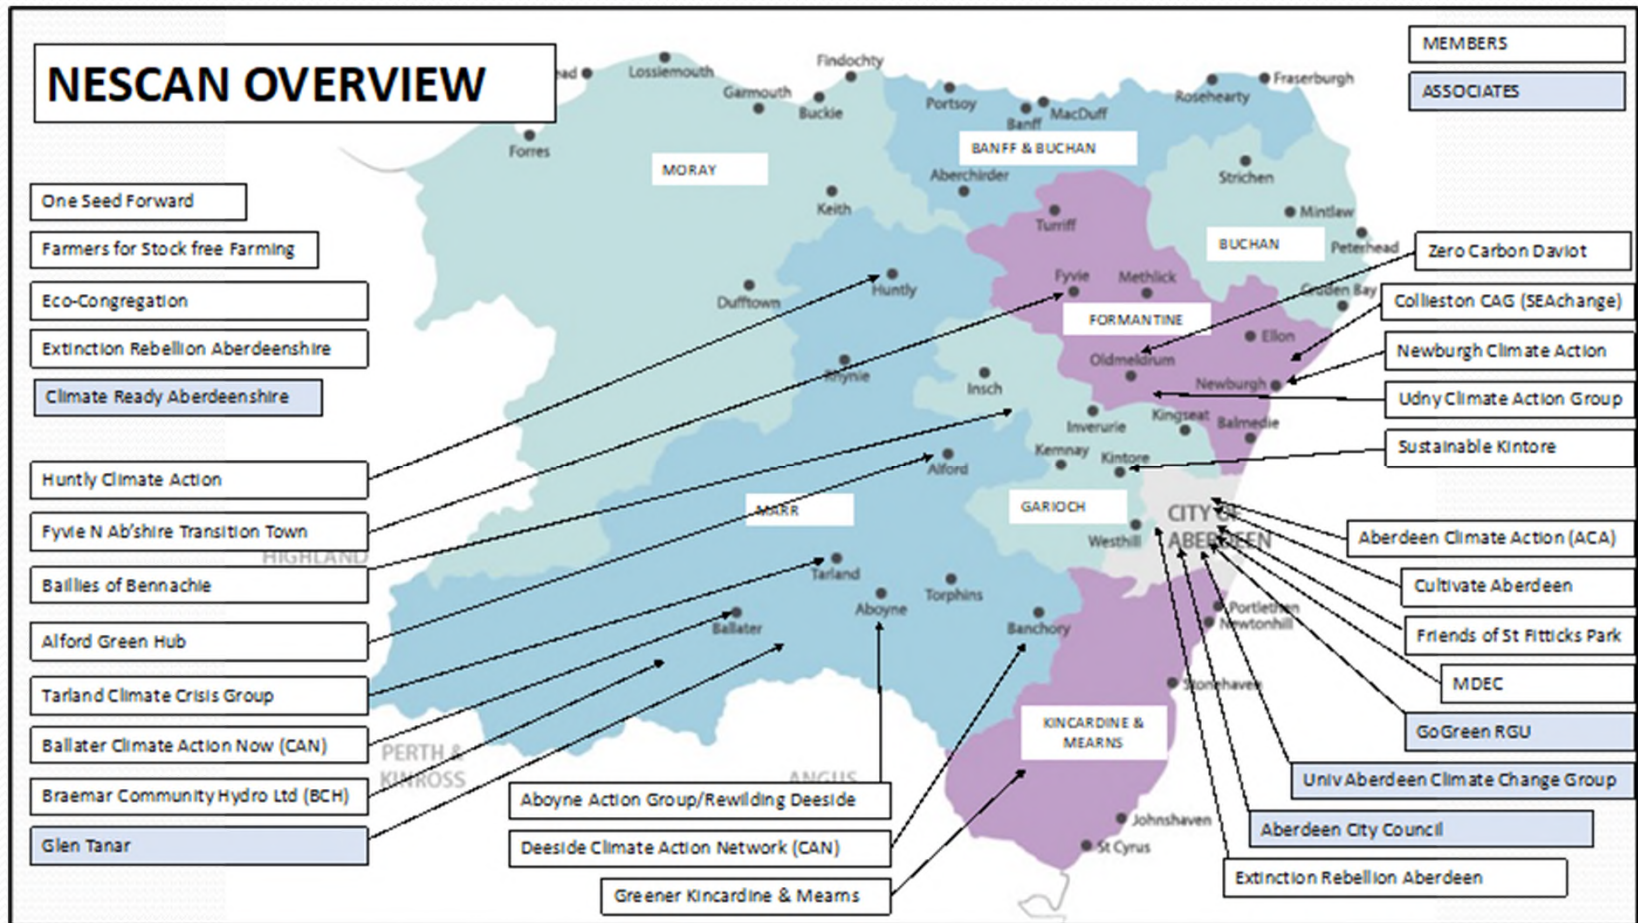 NESCAN OVERVIEW
MEMBERS
ASSOCIATES
One Seed Forward
Farmers for Stock free Farming
Eco-Congregation
Extinction Rebellion Aberdeenshire
Climate Ready Aberdeenshire
Huntly Climate Action
Fyvie N Ab'shire Transition Town
Baillies of Bennachie
Alford Green Hub
Tarland Climate Crisis Group
Ballater Climate Action Now (CAN)
Braemar Community Hydro Ltd (BCH)
Glen Tanar
Aboyne Action Group/Rewilding Deeside
Deeside Climate Action Network (CAN)
Greener Kincardine & Mearns
Zero Carbon Daviot
Collieston CAG (SEAchange)
Newburgh Climate Action
Udny Climate Action Group
Sustainable Kintore
Aberdeen Climate Action (ACA)
Cultivate Aberdeen
Friends of St Fitticks Park
MDEC
GoGreen RGU
Univ Aberdeen Climate Change Group
Aberdeen City Council
Extinction Rebellion Aberdeen
Lossiemouth
Findochty
Garmouth
Buckie
Forres
MORAY
Keith
Dufftown
Portsoy
Banff
MacDuff
Rosehearty
Fraserburgh
BANFF & BUCHAN
Aberchirder
Strichen
Mintlaw
Peterhead
BUCHAN
Cruden Bay
Turriff
Fyvie
Methlick
FORMANTINE
Ellon
Oldmeldrum
Newburgh
Huntly
Rhynie
Insch
Inverurie
Kingseat
Balmedie
Kemnay
Kintore
Alford
MARR
GARIOCH
Westhill
CITY OF
ABERDEEN
HIGHLAND
Tarland
Aboyne
Torphins
Ballater
Banchory
Portlethen
Newtonhill
Stonehaven
KINCARDINE &
MEARNS
PERTH &
KINROSS
ANGUS
Johnshaven
St Cyrus